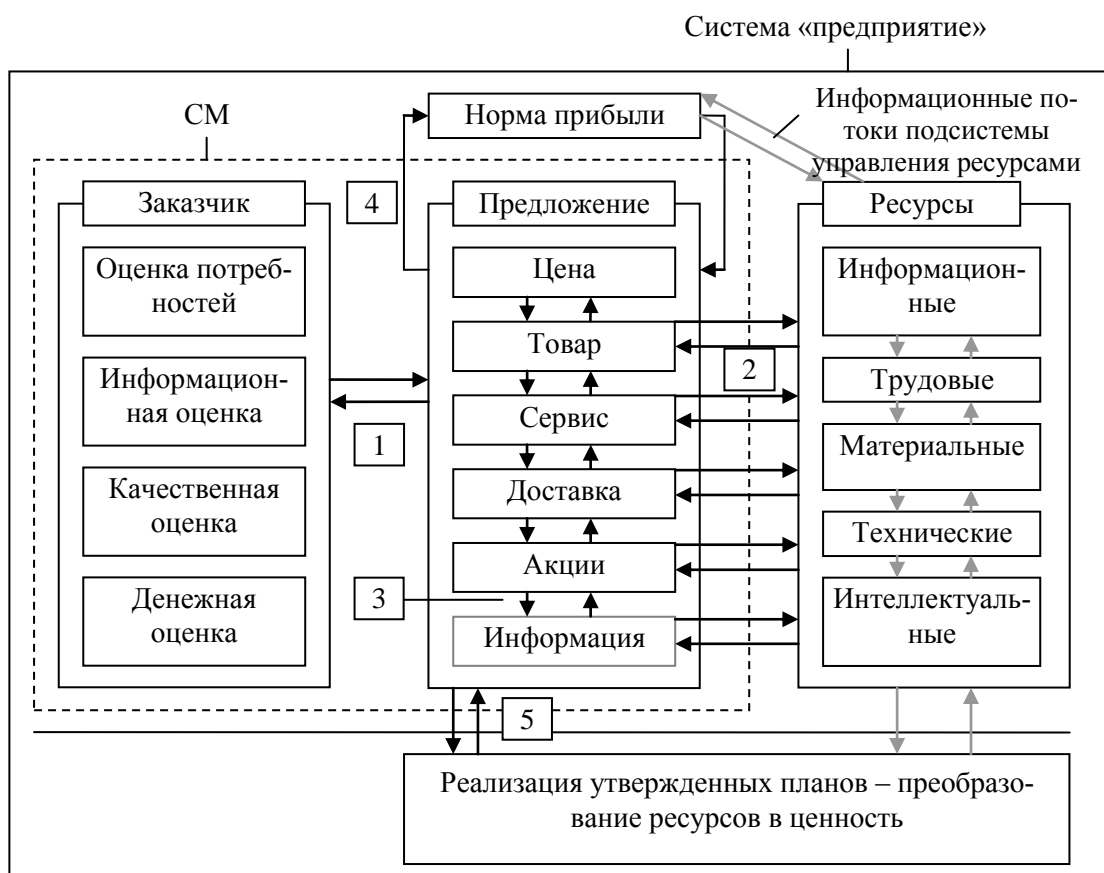 Система «предприятие»
СМ
Норма прибыли
Информационные по-
токи подсистемы
управления ресурсами
Заказчик
4
Предложение
Ресурсы
Оценка потреб-
ностей
Информацион-
ная оценка
Качественная
оценка
Денежная
оценка
1
Цена
Товар
Сервис
Доставка
Акции
3
Информация
2
Информацион-
ные
Трудовые
Материальные
Технические
Интеллектуаль-
ные
5
Реализация утвержденных планов – преобразо-
вание ресурсов в ценность